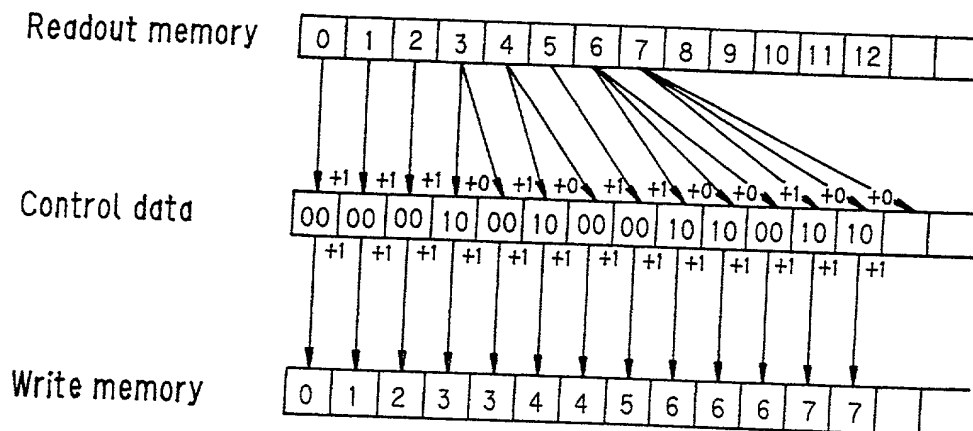 Readout memory 0 1 2 3 4 5 6 7 8 9 10 11 12
+1 +1 +1 +0 +1 +0 +1 +1 +0 +0 +1 +0 +0
Control data 00 00 00 10 00 10 00 00 10 10 00 10 10
+1 +1 +1 +1 +1 +1 +1 +1 +1 +1 +1 +1 +1
Write memory 0 1 2 3 3 4 4 5 6 6 6 7 7